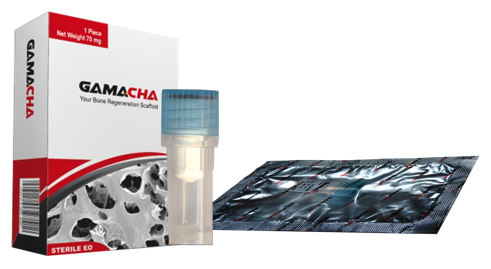 GAMACHA
1 Piece
Net Weight 70 mg
GAMACHA
Your Bone Regeneration Scaffold
STERILE EO